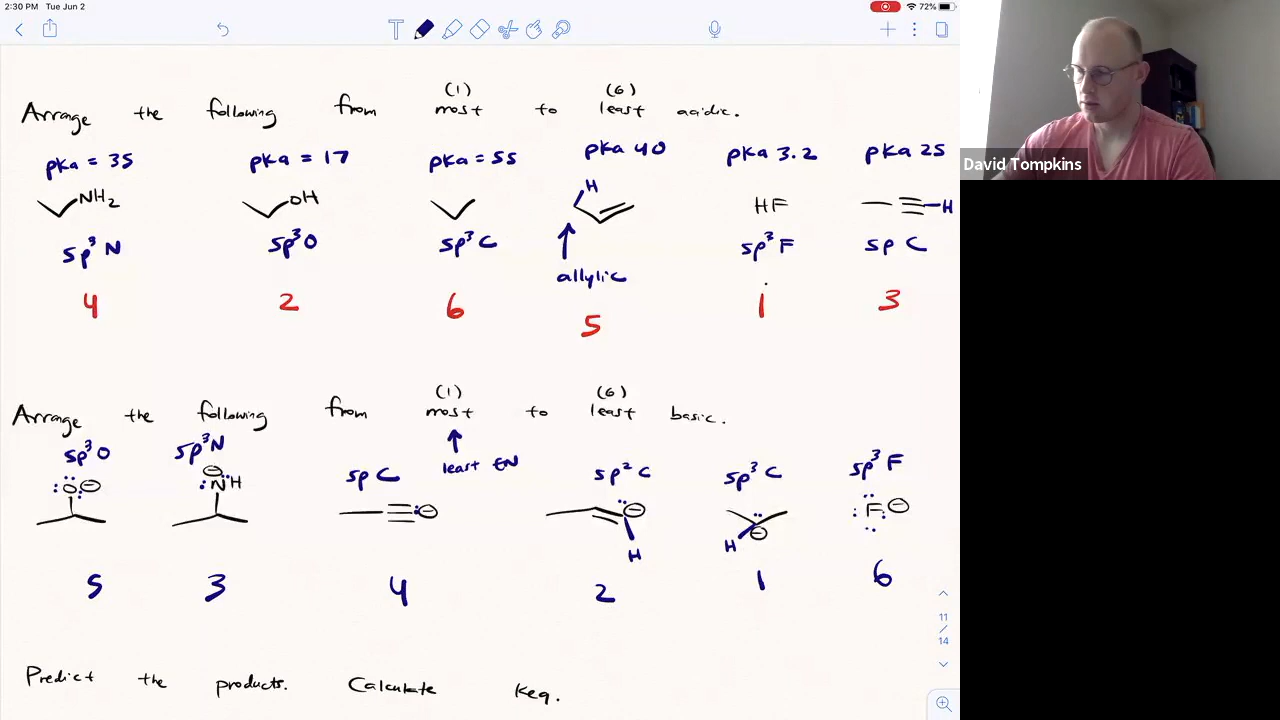 2:30 PM Tue Jun 2
72%
T
(1) (6)
Arrange the following from most to least acidic.
pKa = 35 pKa = 17 pKa = 55 pKa 40 pKa 3.2 pKa 25
NH2 OH H HF H
sp3 N sp3 O sp3 C allylic sp3 F sp C
4 2 6 5 1 3
(1) (6)
Arrange the following from most to least basic.
least EN
sp3 O sp3 N sp C sp2 C sp3 C sp3 F
:O:⊖ ⊖ :NH :⊖ ⊖ H ⊖ H :F: ⊖
5 3 4 2 1 6
Predict the products. Calculate Keq.
11
/
14
David Tompkins